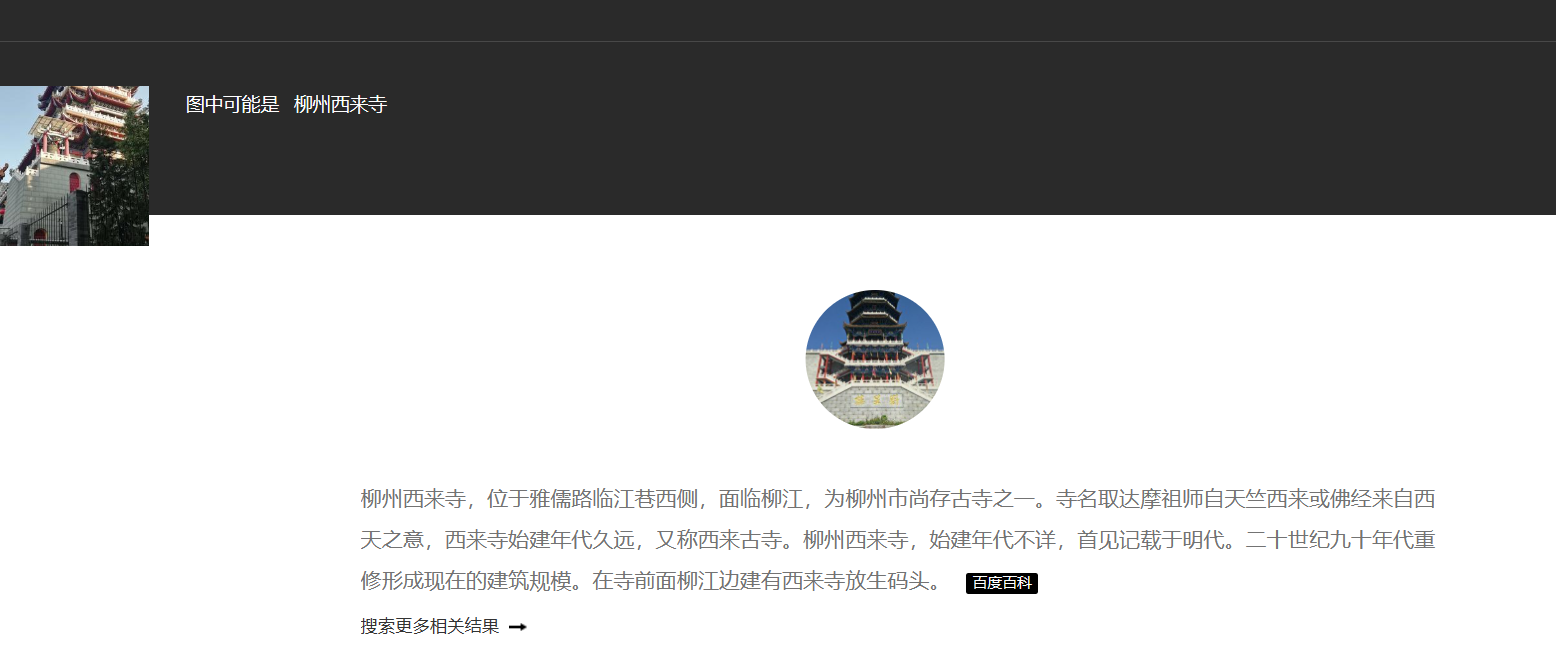 图中可能是 柳州西来寺
柳州西来寺，位于雅儒路临江巷西侧，面临柳江，为柳州市尚存古寺之一。寺名取达摩祖师自天竺西来或佛经来自西
天之意，西来寺始建年代久远，又称西来古寺。柳州西来寺，始建年代不详，首见记载于明代。二十世纪九十年代重
修形成现在的建筑规模。在寺前面柳江边建有西来寺放生码头。 百度百科
搜索更多相关结果